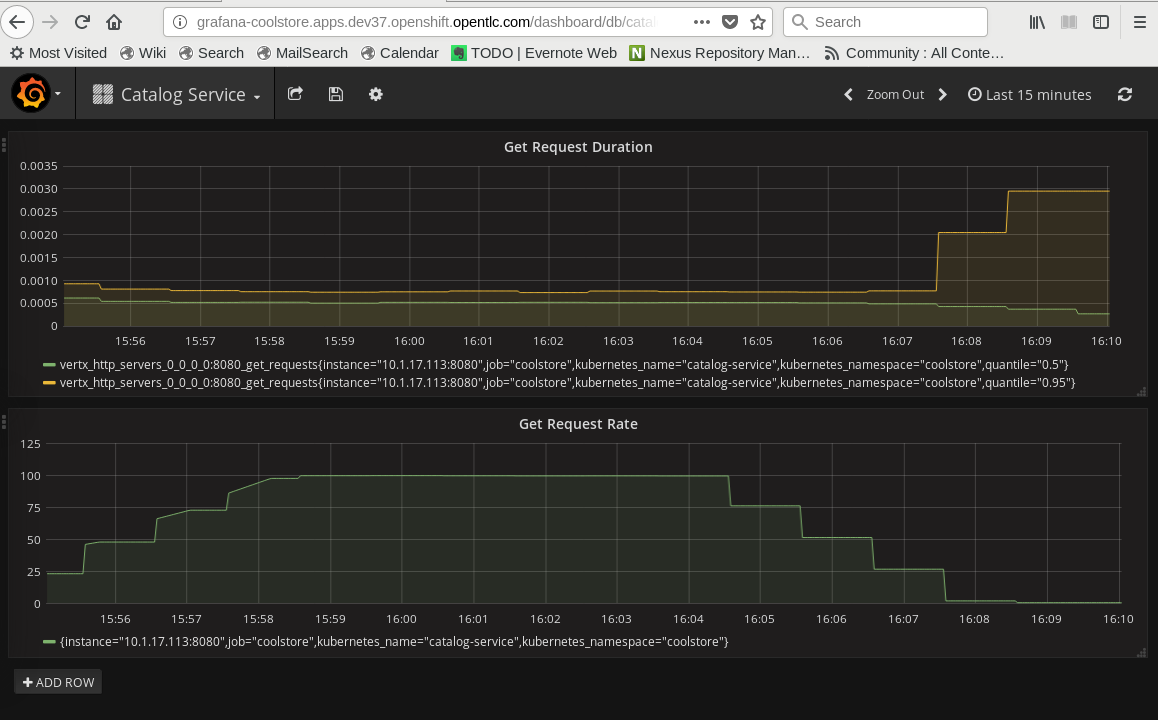 grafana-coolstore.apps.dev37.openshift.opentlc.com/dashboard/db/catal
Search
Most Visited Wiki Search MailSearch Calendar TODO | Evernote Web N Nexus Repository Man… Community : All Conte…
Catalog Service Zoom Out Last 15 minutes
Get Request Duration
0.0035
0.0030
0.0025
0.0020
0.0015
0.0010
0.0005
0
15:56 15:57 15:58 15:59 16:00 16:01 16:02 16:03 16:04 16:05 16:06 16:07 16:08 16:09 16:10
vertx_http_servers_0_0_0_0:8080_get_requests{instance="10.1.17.113:8080",job="coolstore",kubernetes_name="catalog-service",kubernetes_namespace="coolstore",quantile="0.5"}
vertx_http_servers_0_0_0_0:8080_get_requests{instance="10.1.17.113:8080",job="coolstore",kubernetes_name="catalog-service",kubernetes_namespace="coolstore",quantile="0.95"}
Get Request Rate
125
100
75
50
25
0
15:56 15:57 15:58 15:59 16:00 16:01 16:02 16:03 16:04 16:05 16:06 16:07 16:08 16:09 16:10
{instance="10.1.17.113:8080",job="coolstore",kubernetes_name="catalog-service",kubernetes_namespace="coolstore"}
ADD ROW